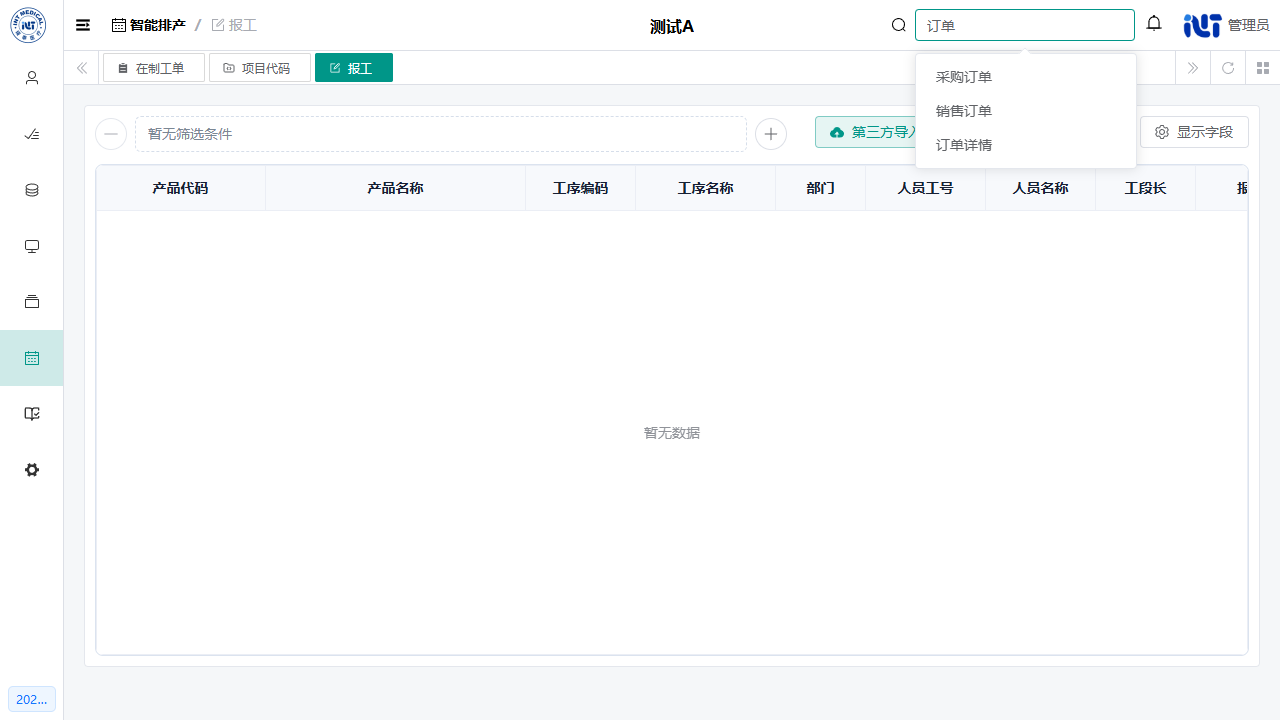 INT MEDICAL
智能排产 / 报工
测试A
订单
管理员
在制工单
项目代码
报工
采购订单
销售订单
订单详情
暂无筛选条件
第三方导入
显示字段
产品代码 产品名称 工序编码 工序名称 部门 人员工号 人员名称 工段长
暂无数据
202...